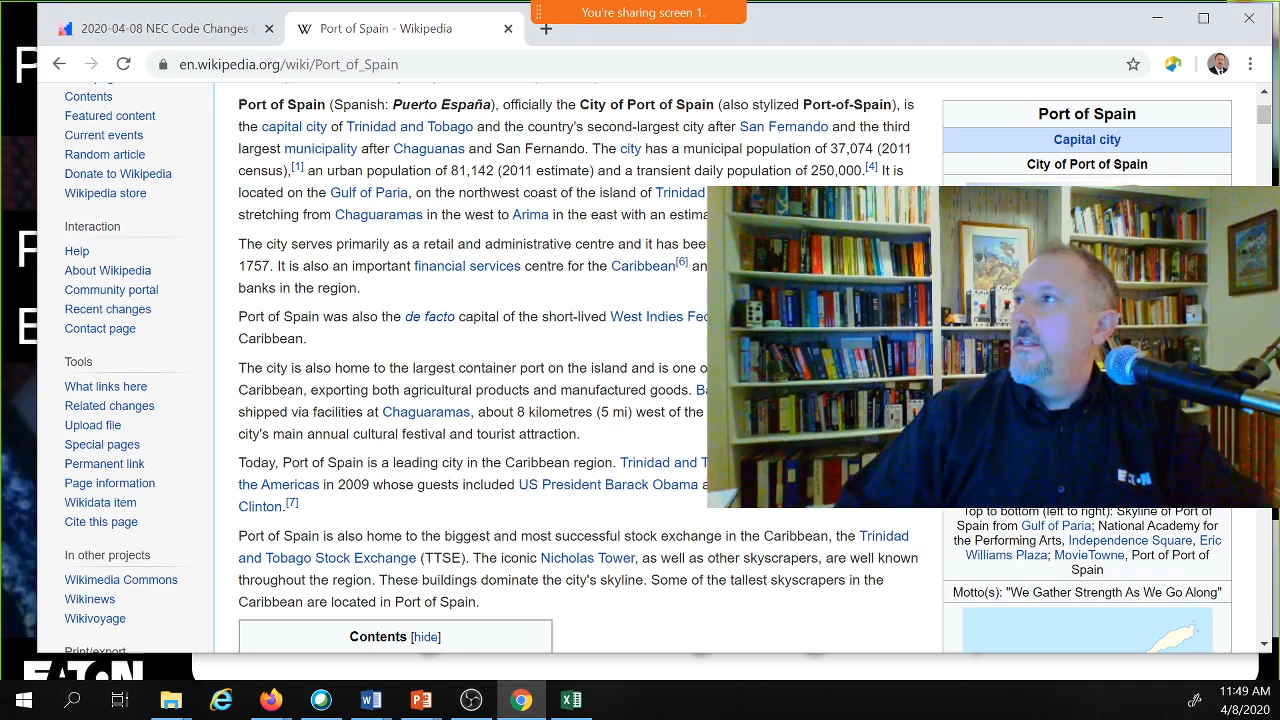 You're sharing screen 1.
2020-04-08 NEC Code Changes (
Port of Spain - Wikipedia
en.wikipedia.org/wiki/Port_of_Spain
Contents
Featured content
Current events
Random article
Donate to Wikipedia
Wikipedia store
Interaction
Help
About Wikipedia
Community portal
Recent changes
Contact page
Tools
What links here
Related changes
Upload file
Special pages
Permanent link
Page information
Wikidata item
Cite this page
In other projects
Wikimedia Commons
Wikinews
Wikivoyage
Print/export
Port of Spain (Spanish: Puerto España), officially the City of Port of Spain (also stylized Port-of-Spain), is
the capital city of Trinidad and Tobago and the country's second-largest city after San Fernando and the third
largest municipality after Chaguanas and San Fernando. The city has a municipal population of 37,074 (2011
census),[1] an urban population of 81,142 (2011 estimate) and a transient daily population of 250,000.[4] It is
located on the Gulf of Paria, on the northwest coast of the island of Trinidad
stretching from Chaguaramas in the west to Arima in the east with an estima
The city serves primarily as a retail and administrative centre and it has bee
1757. It is also an important financial services centre for the Caribbean[6] an
banks in the region.
Port of Spain was also the de facto capital of the short-lived West Indies Fed
Caribbean.
The city is also home to the largest container port on the island and is one o
Caribbean, exporting both agricultural products and manufactured goods. Ba
shipped via facilities at Chaguaramas, about 8 kilometres (5 mi) west of the
city's main annual cultural festival and tourist attraction.
Today, Port of Spain is a leading city in the Caribbean region. Trinidad and T
the Americas in 2009 whose guests included US President Barack Obama a
Clinton.[7]
Port of Spain is also home to the biggest and most successful stock exchange in the Caribbean, the Trinidad
and Tobago Stock Exchange (TTSE). The iconic Nicholas Tower, as well as other skyscrapers, are well known
throughout the region. These buildings dominate the city's skyline. Some of the tallest skyscrapers in the
Caribbean are located in Port of Spain.
Contents [hide]
Port of Spain
Capital city
City of Port of Spain
EATON
Top to bottom (left to right): Skyline of Port of
Spain from Gulf of Paria; National Academy for
the Performing Arts, Independence Square, Eric
Williams Plaza; MovieTowne, Port of Port of
Spain
Motto(s): "We Gather Strength As We Go Along"
P
P
E
EATON
11:49 AM
4/8/2020